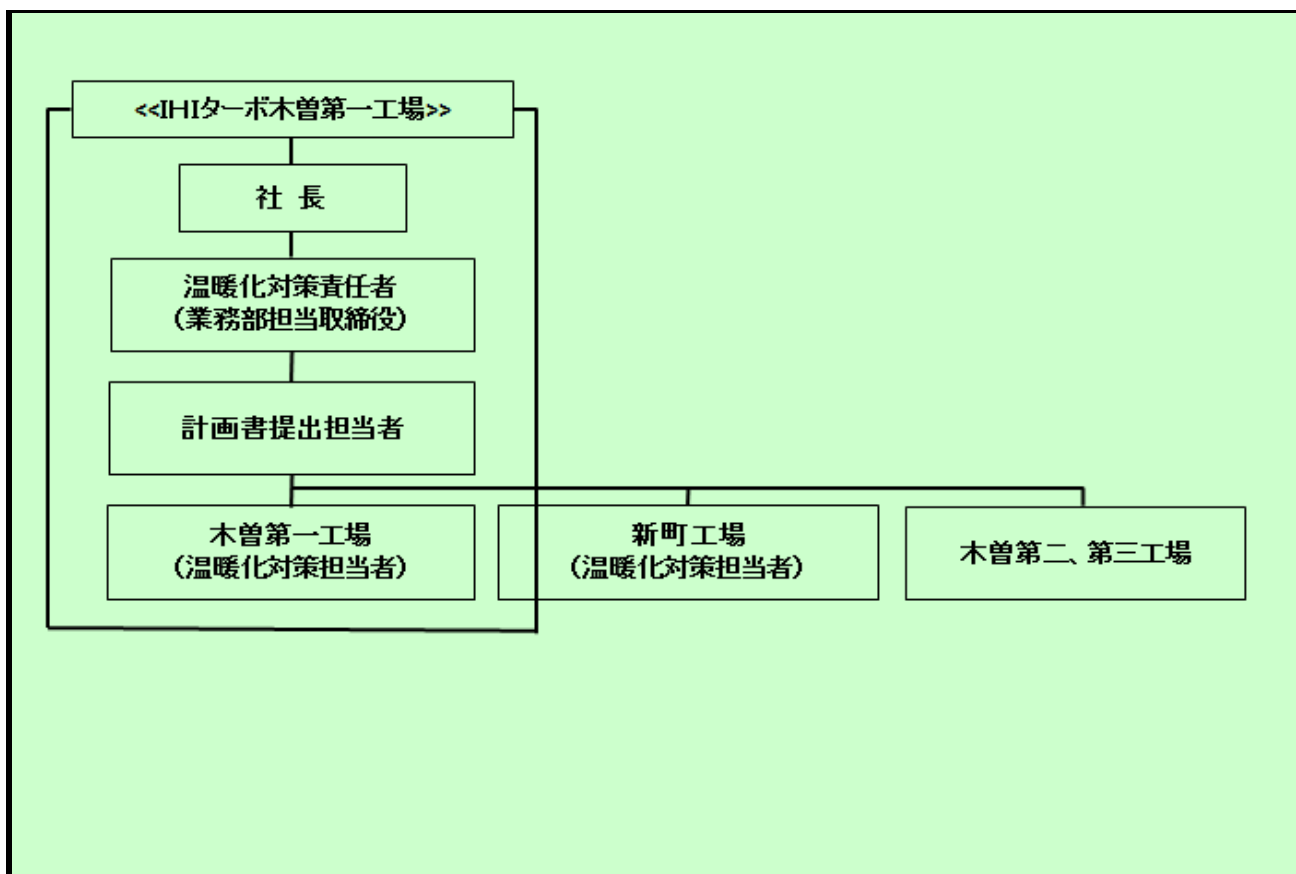 <<IHIターボ木曽第一工場>>
社 長
温暖化対策責任者
（業務部担当取締役）
計画書提出担当者
木曽第一工場
（温暖化対策担当者）
新町工場
（温暖化対策担当者）
木曽第二、第三工場